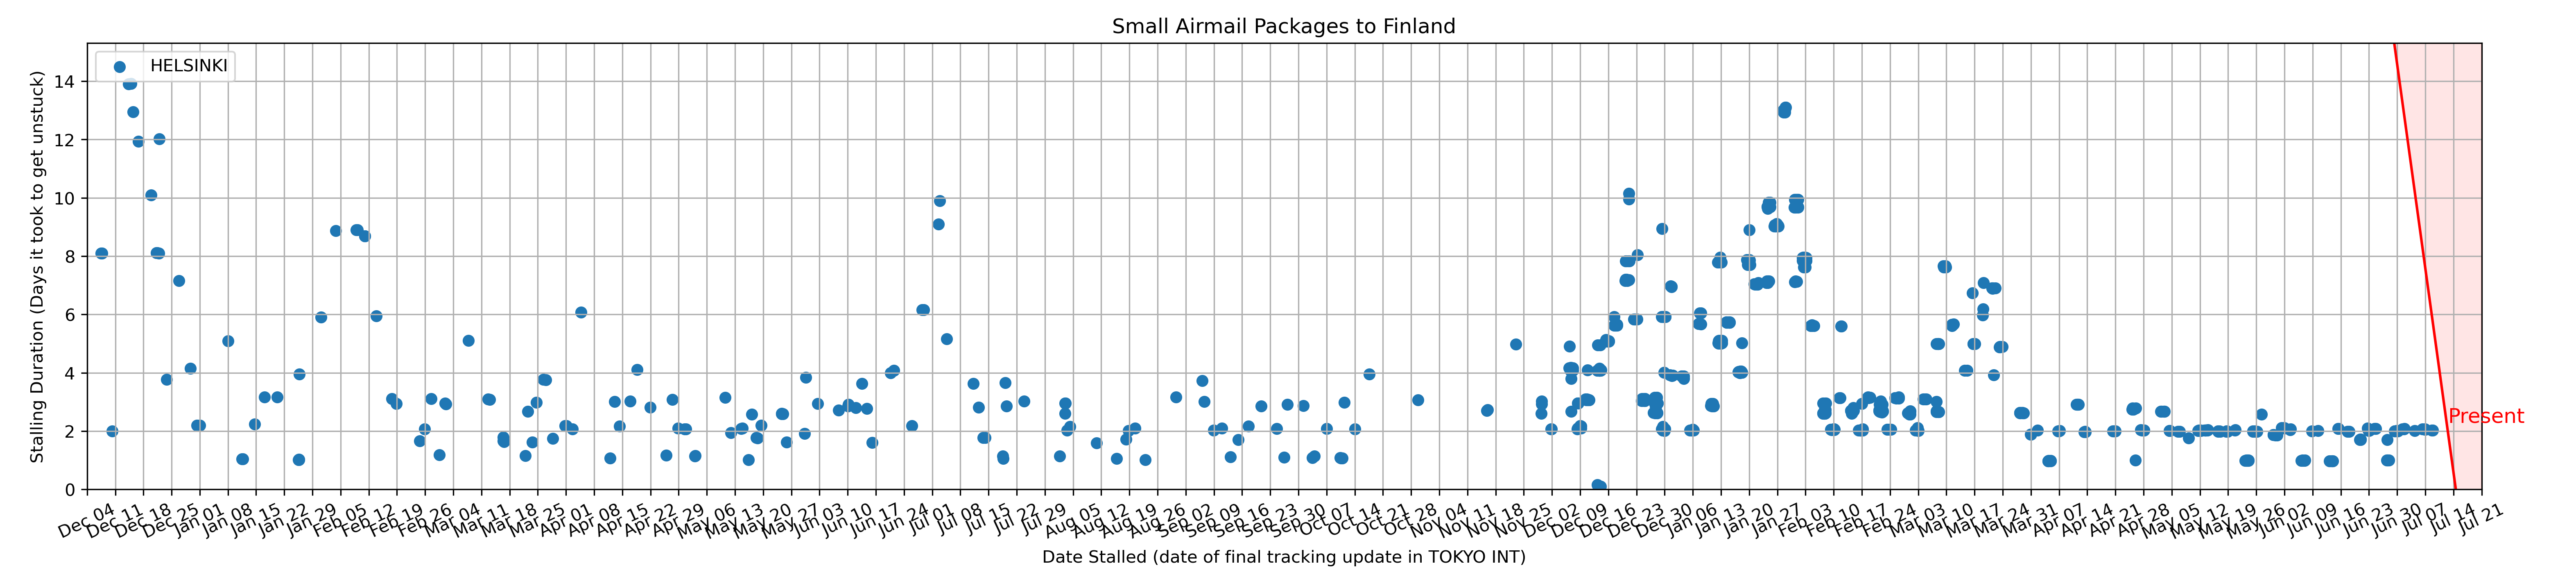 Small Airmail Packages to Finland
HELSINKI
Stalling Duration (Days it took to get unstuck)
14
12
10
8
6
4
2
0
Present
Dec 04 Dec 11 Dec 18 Dec 25 Jan 01 Jan 08 Jan 15 Jan 22 Jan 29 Feb 05 Feb 12 Feb 19 Feb 26 Mar 04 Mar 11 Mar 18 Mar 25 Apr 01 Apr 08 Apr 15 Apr 22 Apr 29 May 06 May 13 May 20 May 27 Jun 03 Jun 10 Jun 17 Jun 24 Jul 01 Jul 08 Jul 15 Jul 22 Jul 29 Aug 05 Aug 12 Aug 19 Aug 26 Sep 02 Sep 09 Sep 16 Sep 23 Sep 30 Oct 07 Oct 14 Oct 21 Oct 28 Nov 04 Nov 11 Nov 18 Nov 25 Dec 02 Dec 09 Dec 16 Dec 23 Dec 30 Jan 06 Jan 13 Jan 20 Jan 27 Feb 03 Feb 10 Feb 17 Feb 24 Mar 03 Mar 10 Mar 17 Mar 24 Mar 31 Apr 07 Apr 14 Apr 21 Apr 28 May 05 May 12 May 19 May 26 Jun 02 Jun 09 Jun 16 Jun 23 Jun 30 Jul 07 Jul 14 Jul 21
Date Stalled (date of final tracking update in TOKYO INT)